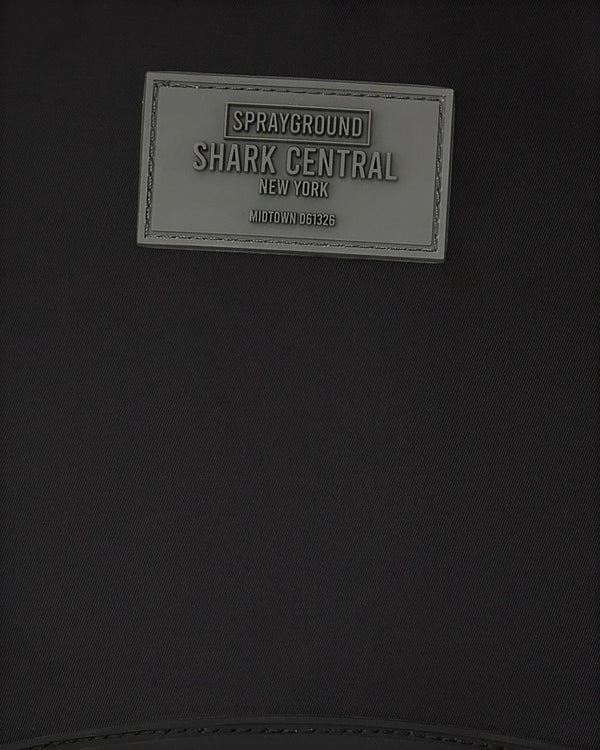 SPRAYGROUND
SHARK CENTRAL
NEW YORK
MIDTOWN D61326